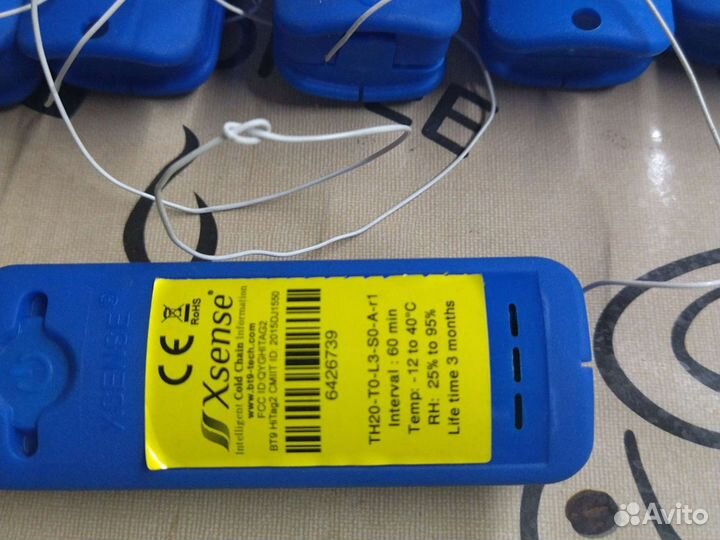 CE RoHS
Xsense®
Intelligent Cold Chain Information
www.bt9-tech.com
FCC ID:QYGHITAG2
BT9 HiTag2 CMIIT ID: 2015DJ1550
6426739
TH20-T0-L3-S0-A-r1
Interval : 60 min
Temp: -12 to 40°C
RH: 25% to 95%
Life time 3 months
XSENSE®
Avito